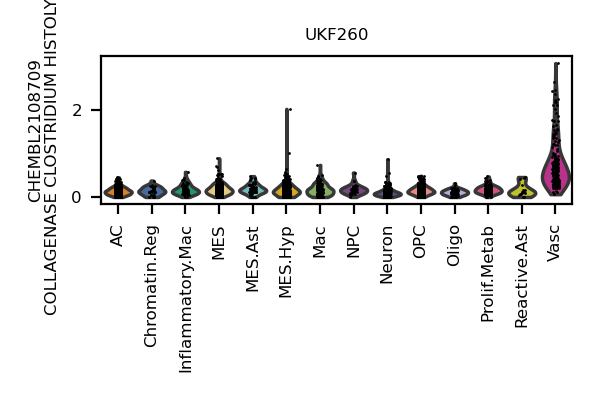 UKF260
CHEMBL2108709
COLLAGENASE CLOSTRIDIUM HISTOLY
2
0
AC
Chromatin.Reg
Inflammatory.Mac
MES
MES.Ast
MES.Hyp
Mac
NPC
Neuron
OPC
Oligo
Prolif.Metab
Reactive.Ast
Vasc